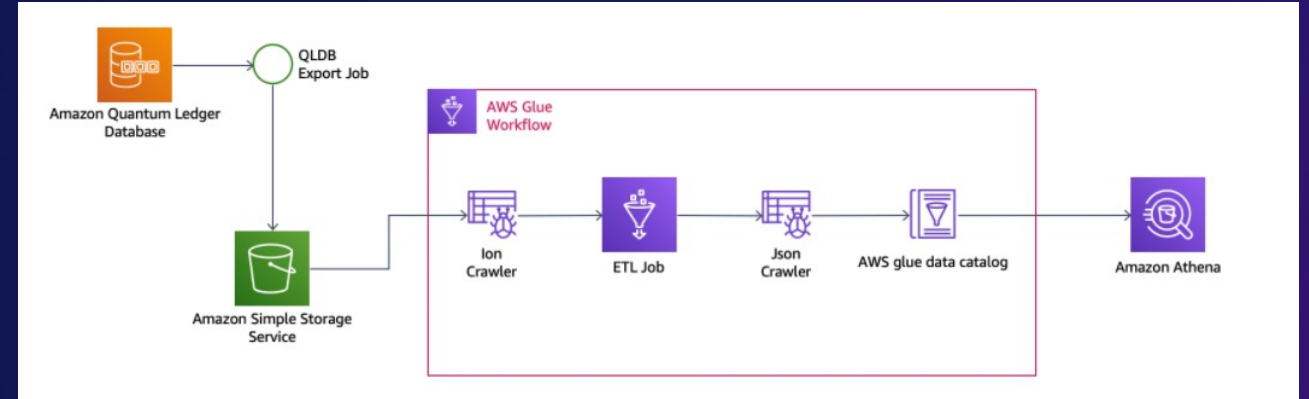 QLDB
Export Job
Amazon Quantum Ledger
Database
AWS Glue
Workflow
Ion
Crawler
ETL Job
Json
Crawler
AWS glue data catalog
Amazon Athena
Amazon Simple Storage
Service